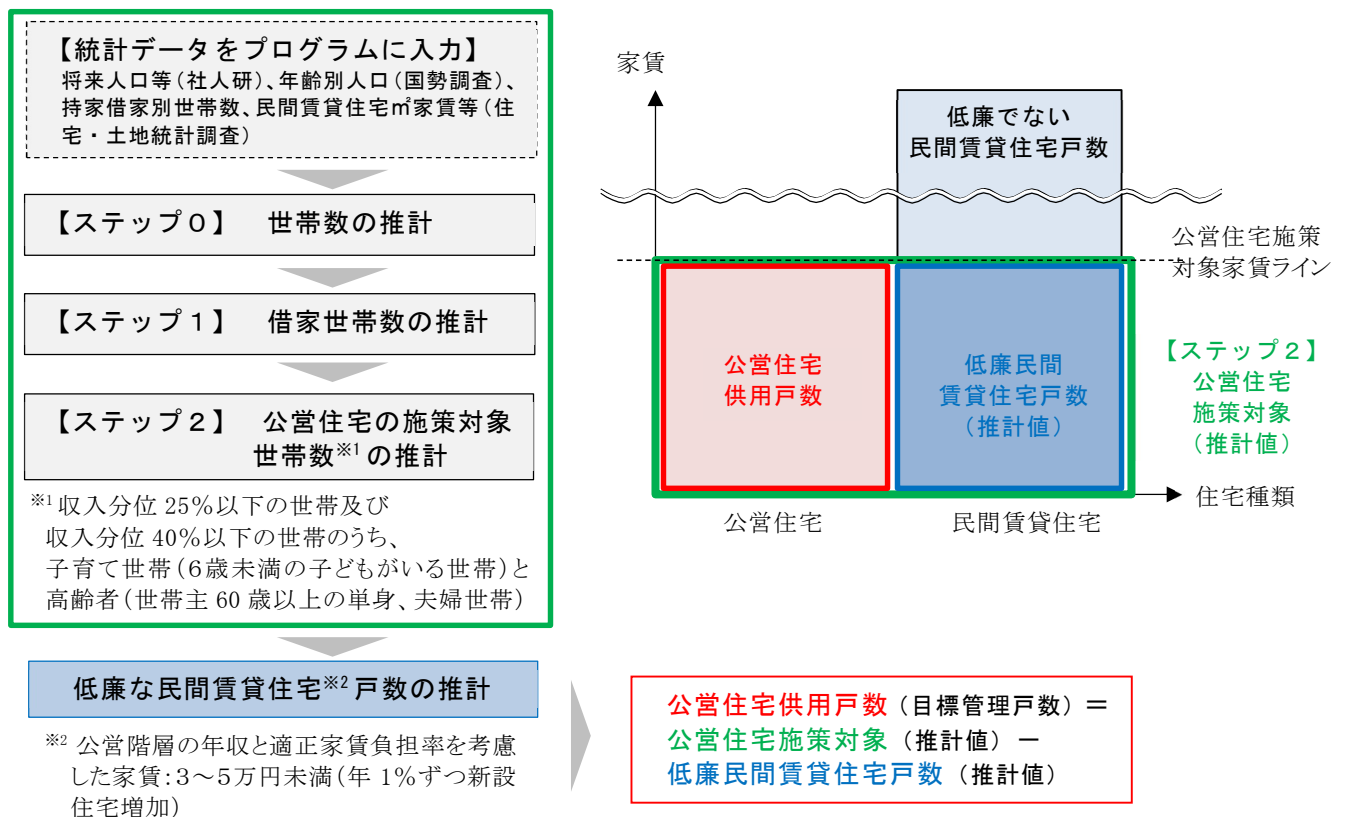 【統計データをプログラムに入力】
将来人口等（社人研）、年齢別人口（国勢調査）、
持家借家別世帯数、民間賃貸住宅㎡家賃等（住
宅・土地統計調査）
【ステップ０】　世帯数の推計
【ステップ１】　借家世帯数の推計
【ステップ２】　公営住宅の施策対象
世帯数※1の推計
※1 収入分位 25％以下の世帯及び
収入分位 40％以下の世帯のうち、
子育て世帯（６歳未満の子どもがいる世帯）と
高齢者（世帯主 60 歳以上の単身、夫婦世帯）
低廉な民間賃貸住宅※2戸数の推計
※2 公営階層の年収と適正家賃負担率を考慮
した家賃：３～５万円未満（年 1％ずつ新設
住宅増加）
家賃
低廉でない
民間賃貸住宅戸数
公営住宅施策
対象家賃ライン
公営住宅
供用戸数
低廉民間
賃貸住宅戸数
（推計値）
【ステップ２】
公営住宅
施策対象
（推計値）
住宅種類
公営住宅
民間賃貸住宅
公営住宅供用戸数（目標管理戸数）＝
公営住宅施策対象（推計値）－
低廉民間賃貸住宅戸数（推計値）